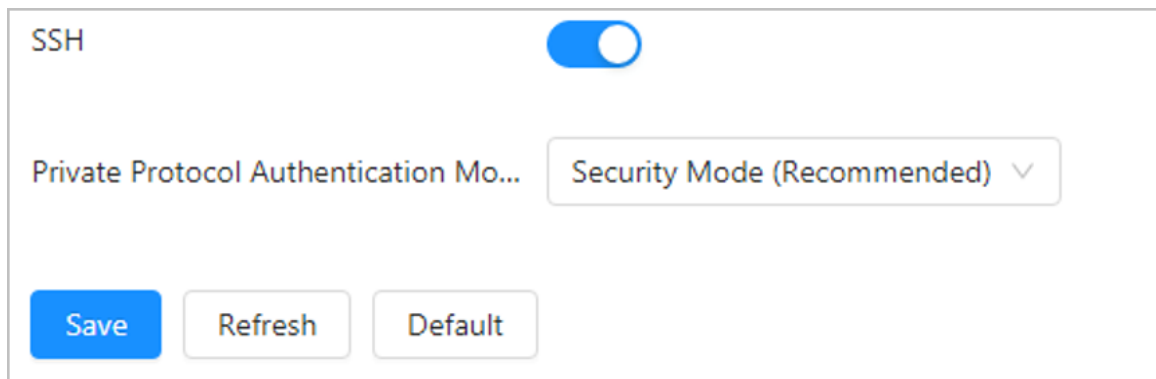 SSH
Private Protocol Authentication Mo... Security Mode (Recommended)
Save Refresh Default